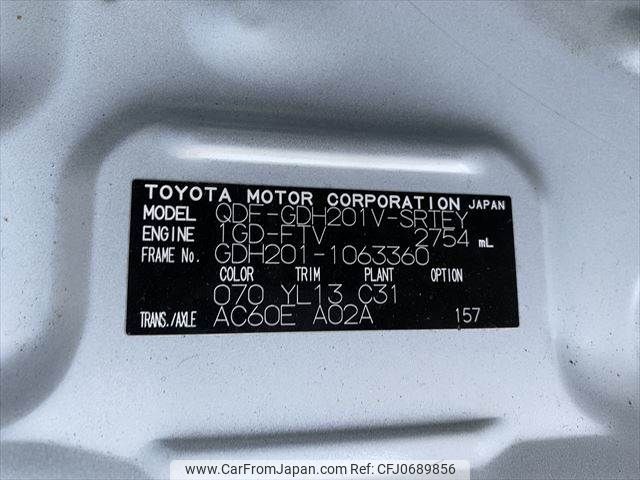 TOYOTA MOTOR CORPORATION JAPAN
MODEL QDF-GDH201V-SRTEY
ENGINE 1GD-FTV 2754 mL
FRAME No. GDH201-1063360
COLOR TRIM PLANT OPTION
070 YL13 C31
TRANS./AXLE AC60E A02A 157
www.CarFromJapan.com | REFNO:CFJ0689856